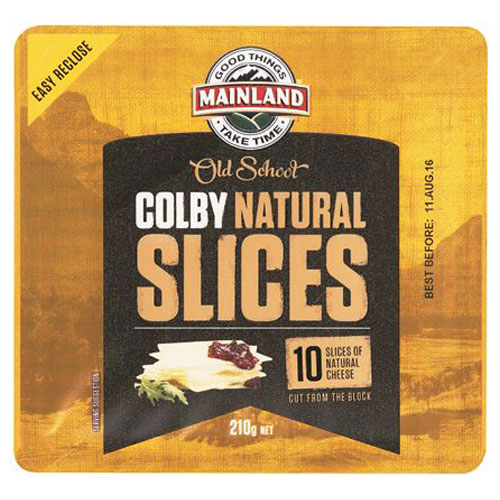 EASY RECLOSE
GOOD THINGS
MAINLAND
TAKE TIME
Old School
COLBY NATURAL
SLICES
10 SLICES OF
NATURAL
CHEESE
CUT FROM THE BLOCK
210g NET
SERVING SUGGESTION
BEST BEFORE: 11.AUG.16